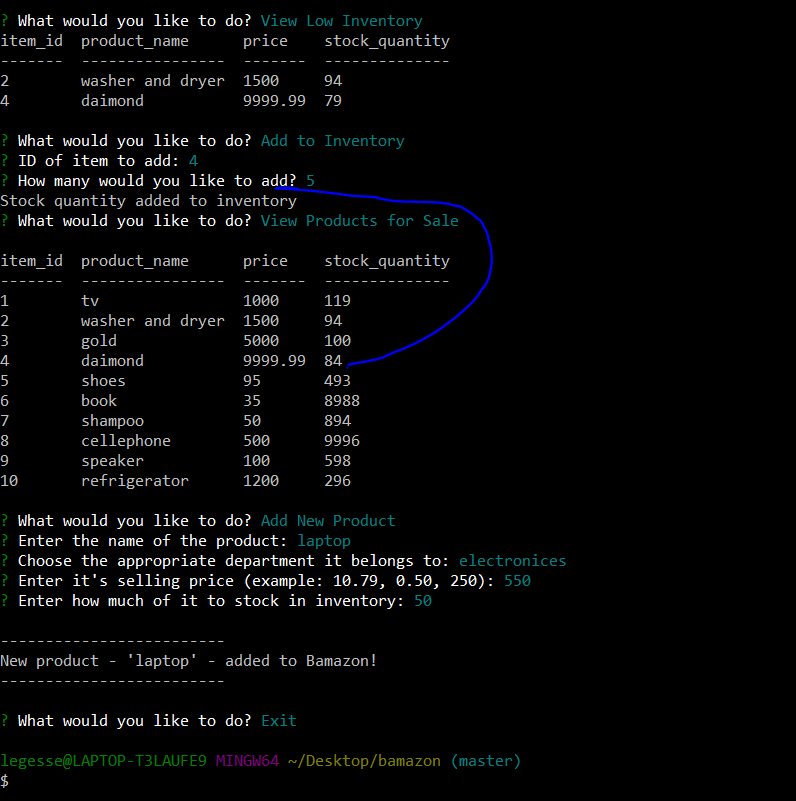 ? What would you like to do? View Low Inventory
item_id  product_name      price    stock_quantity
-------  ----------------  -------  --------------
2        washer and dryer  1500     94
4        daimond           9999.99  79
? What would you like to do? Add to Inventory
? ID of item to add: 4
? How many would you like to add? 5
Stock quantity added to inventory
? What would you like to do? View Products for Sale
item_id  product_name      price    stock_quantity
-------  ----------------  -------  --------------
1        tv                1000     119
2        washer and dryer  1500     94
3        gold              5000     100
4        daimond           9999.99  84
5        shoes             95       493
6        book              35       8988
7        shampoo           50       894
8        cellephone        500      9996
9        speaker           100      598
10       refrigerator      1200     296
? What would you like to do? Add New Product
? Enter the name of the product: laptop
? Choose the appropriate department it belongs to: electronices
? Enter it's selling price (example: 10.79, 0.50, 250): 550
? Enter how much of it to stock in inventory: 50
-------------------------
New product - 'laptop' - added to Bamazon!
-------------------------
? What would you like to do? Exit
legesse@LAPTOP-T3LAUFE9 MINGW64 ~/Desktop/bamazon (master)
$